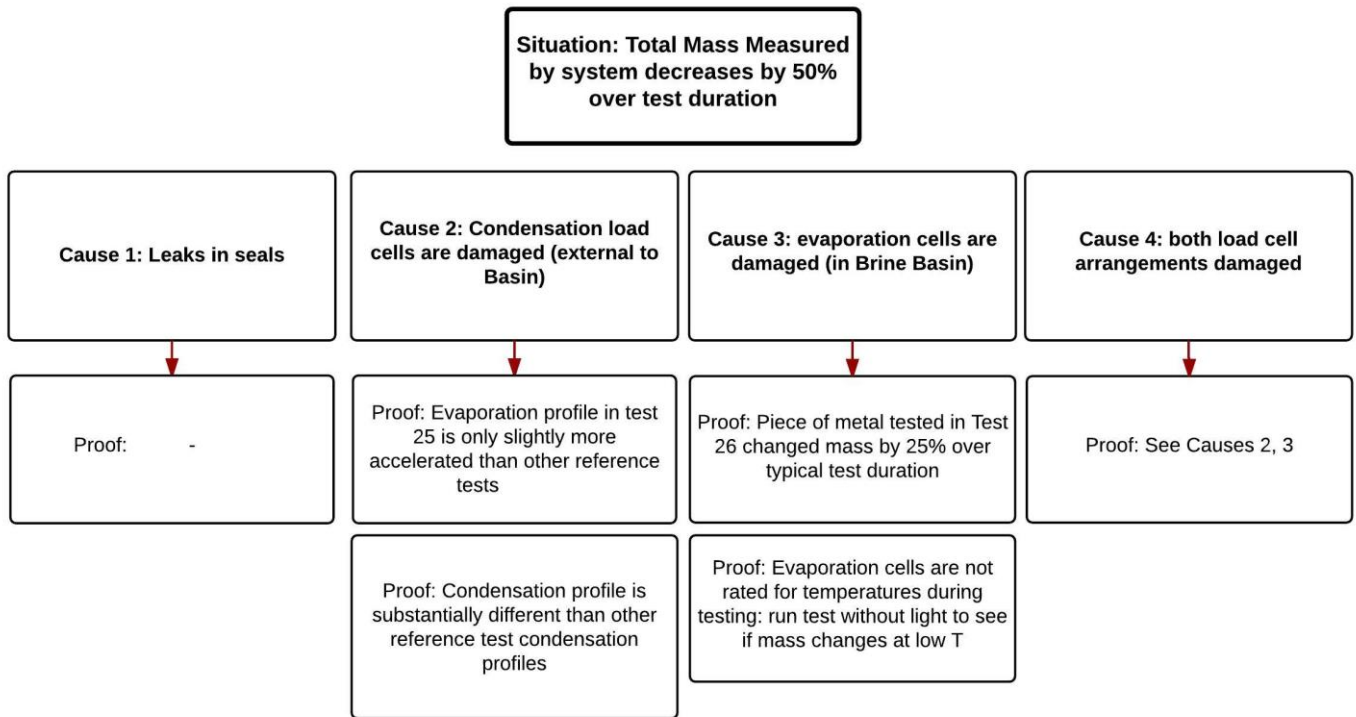 Situation: Total Mass Measured
by system decreases by 50%
over test duration
Cause 1: Leaks in seals
Cause 2: Condensation load
cells are damaged (external to
Basin)
Cause 3: evaporation cells are
damaged (in Brine Basin)
Cause 4: both load cell
arrangements damaged
Proof: -
Proof: Evaporation profile in test
25 is only slightly more
accelerated than other reference
tests
Proof: Piece of metal tested in Test
26 changed mass by 25% over
typical test duration
Proof: See Causes 2, 3
Proof: Condensation profile is
substantially different than other
reference test condensation
profiles
Proof: Evaporation cells are not
rated for temperatures during
testing: run test without light to see
if mass changes at low T